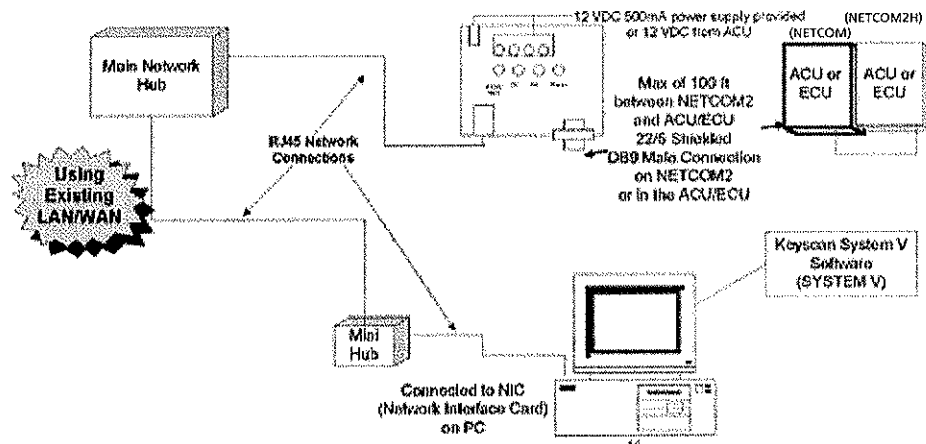 12 VDC 500mA power supply provided
or 12 VDC from ACU
(NETCOM2H)
(NETCOM)
Main Network
Hub
ACU or
ECU
ACU or
ECU
Max of 100 ft
between NETCOM2
and ACU/ECU
22/6 Shielded
DB9 Male Connection
on NETCOM2
or in the ACU/ECU
RJ45 Network
Connections
Using
Existing
LAN/WAN
Keyscan System V
Software
(SYSTEM V)
Mini
Hub
Connected to NIC
(Network Interface Card)
on PC